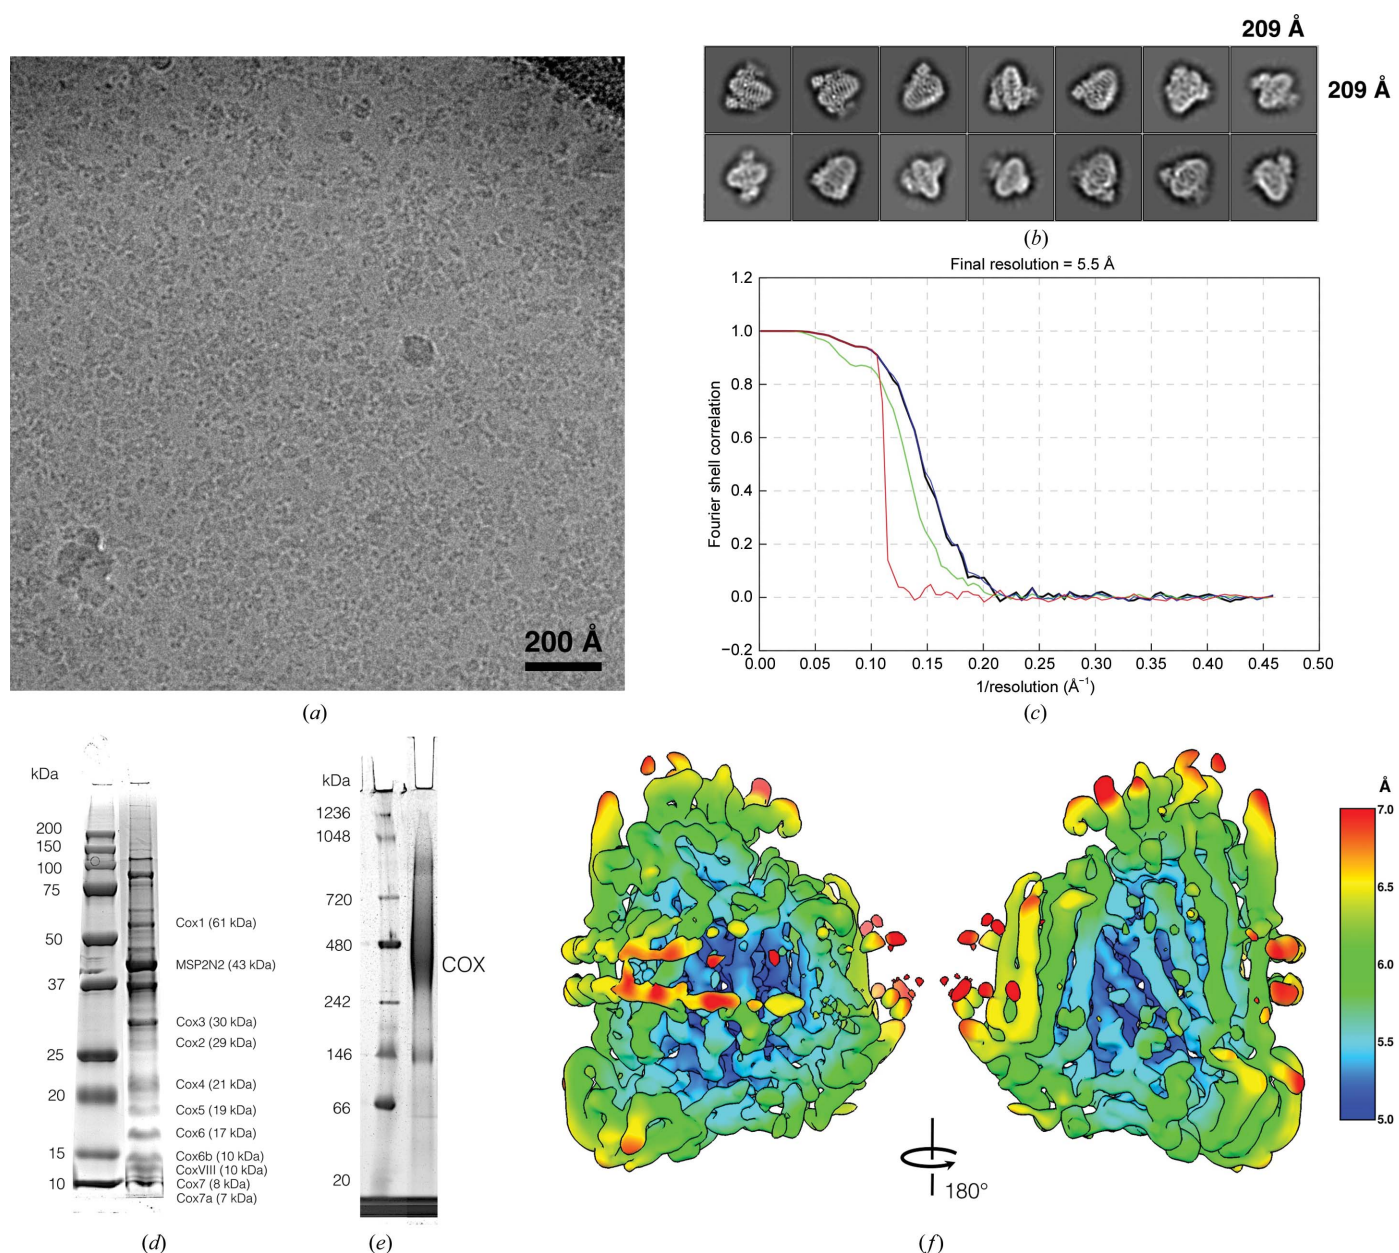 209 Å
209 Å
200 Å
(a)
(b)
Final resolution = 5.5 Å
Fourier shell correlation
1.2
1.0
0.8
0.6
0.4
0.2
0.0
−0.2
0.00 0.05 0.10 0.15 0.20 0.25 0.30 0.35 0.40 0.45 0.50
1/resolution (Å⁻¹)
(c)
kDa
200
150
100
75
50
37
25
20
15
10
Cox1 (61 kDa)
MSP2N2 (43 kDa)
Cox3 (30 kDa)
Cox2 (29 kDa)
Cox4 (21 kDa)
Cox5 (19 kDa)
Cox6 (17 kDa)
Cox6b (10 kDa)
CoxVIII (10 kDa)
Cox7 (8 kDa)
Cox7a (7 kDa)
(d)
kDa
1236
1048
720
480
242
146
66
20
COX
(e)
180°
Å
7.0
6.5
6.0
5.5
5.0
(f)